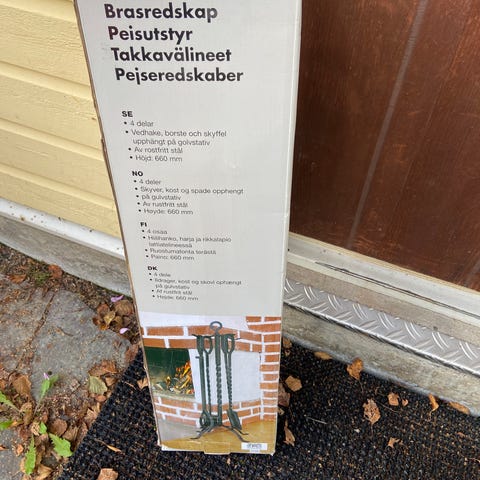 Brasredskap
Peisutstyr
Takkavälineet
Pejseredskaber
SE
• 4 delar
• Vedhake, borste och skyffel
upphängt på golvstativ
• Av rostfritt stål
• Höjd: 660 mm
NO
• 4 deler
• Skyver, kost og spade opphengt
• på gulvstativ
• Av rustfritt stål
• Høyde: 660 mm
FI
• 4 osaa
• Hiilihanko, harja ja rikkalapio
lattiatelineessä
• Ruostumatonta terästä
• Paino: 660 mm
DK
• 4 dele
• Ildrager, kost og skovl ophængt
på gulvstativ
• Af rustfrit stål
• Højde: 660 mm